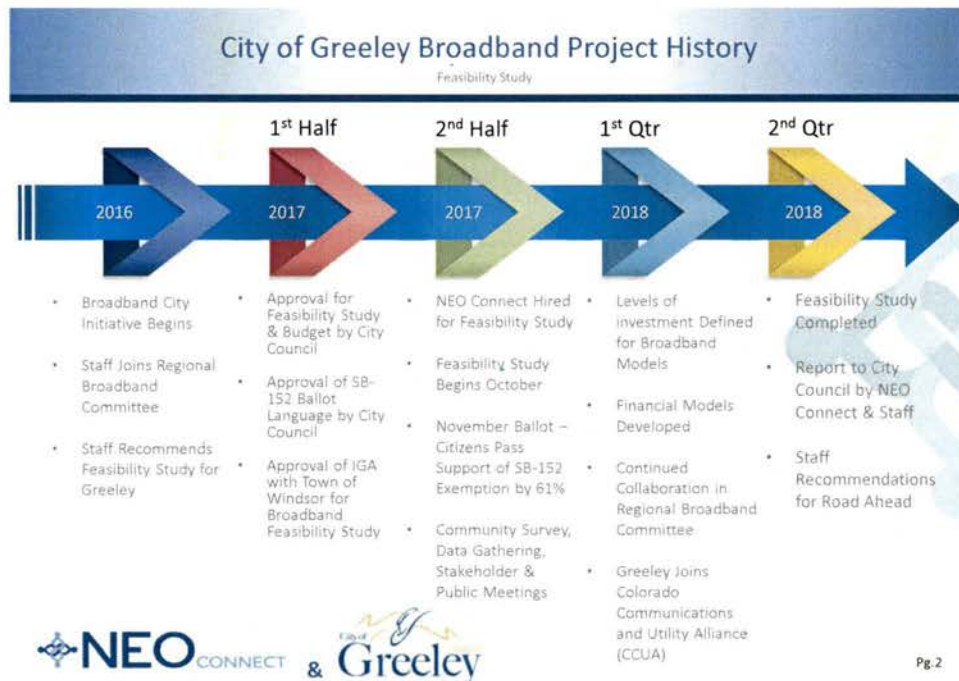 City of Greeley Broadband Project History
Feasibility Study
1st Half
2nd Half
1st Qtr
2nd Qtr
2016
2017
2017
2018
2018
• Broadband City
Initiative Begins
• Staff Joins Regional
Broadband
Committee
• Staff Recommends
Feasibility Study for
Greeley
• Approval for
Feasibility Study
& Budget by City
Council
• Approval of SB-
152 Ballot
Language by City
Council
• Approval of IGA
with Town of
Windsor for
Broadband
Feasibility Study
• NEO Connect Hired
for Feasibility Study
• Feasibility Study
Begins October
• November Ballot –
Citizens Pass
Support of SB-152
Exemption by 61%
• Community Survey,
Data Gathering,
Stakeholder &
Public Meetings
• Levels of
investment Defined
for Broadband
Models
• Financial Models
Developed
• Continued
Collaboration in
Regional Broadband
Committee
• Greeley Joins
Colorado
Communications
and Utility Alliance
(CCUA)
• Feasibility Study
Completed
• Report to City
Council by NEO
Connect & Staff
• Staff
Recommendations
for Road Ahead
NEO CONNECT
&
City of
Greeley
Pg.2